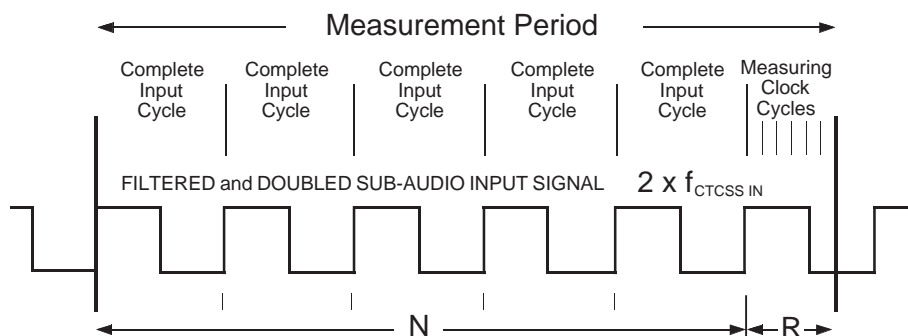 Measurement Period
Complete
Input
Cycle
Complete
Input
Cycle
Complete
Input
Cycle
Complete
Input
Cycle
Complete
Input
Cycle
Measuring
Clock
Cycles
FILTERED and DOUBLED SUB-AUDIO INPUT SIGNAL 2 x fCTCSS IN
N
R